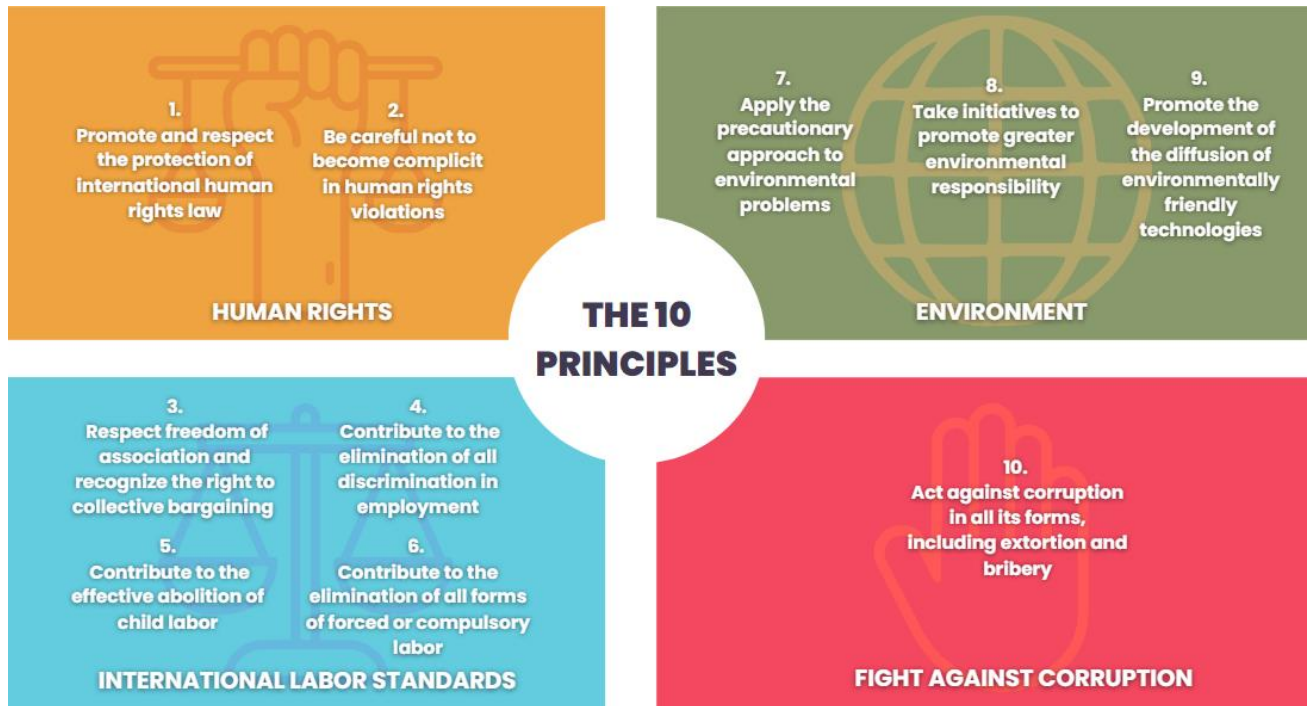 1.
Promote and respect
the protection of
international human
rights law
2.
Be careful not to
become complicit
in human rights
violations
HUMAN RIGHTS
7.
Apply the
precautionary
approach to
environmental
problems
8.
Take initiatives to
promote greater
environmental
responsibility
9.
Promote the
development of
the diffusion of
environmentally
friendly
technologies
ENVIRONMENT
THE 10
PRINCIPLES
3.
Respect freedom of
association and
recognize the right to
collective bargaining
4.
Contribute to the
elimination of all
discrimination in
employment
5.
Contribute to the
effective abolition of
child labor
6.
Contribute to the
elimination of all forms
of forced or compulsory
labor
INTERNATIONAL LABOR STANDARDS
10.
Act against corruption
in all its forms,
including extortion and
bribery
FIGHT AGAINST CORRUPTION